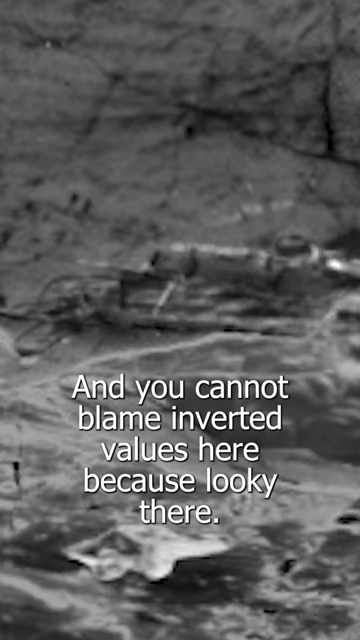 And you cannot
blame inverted
values here
because looky
there.